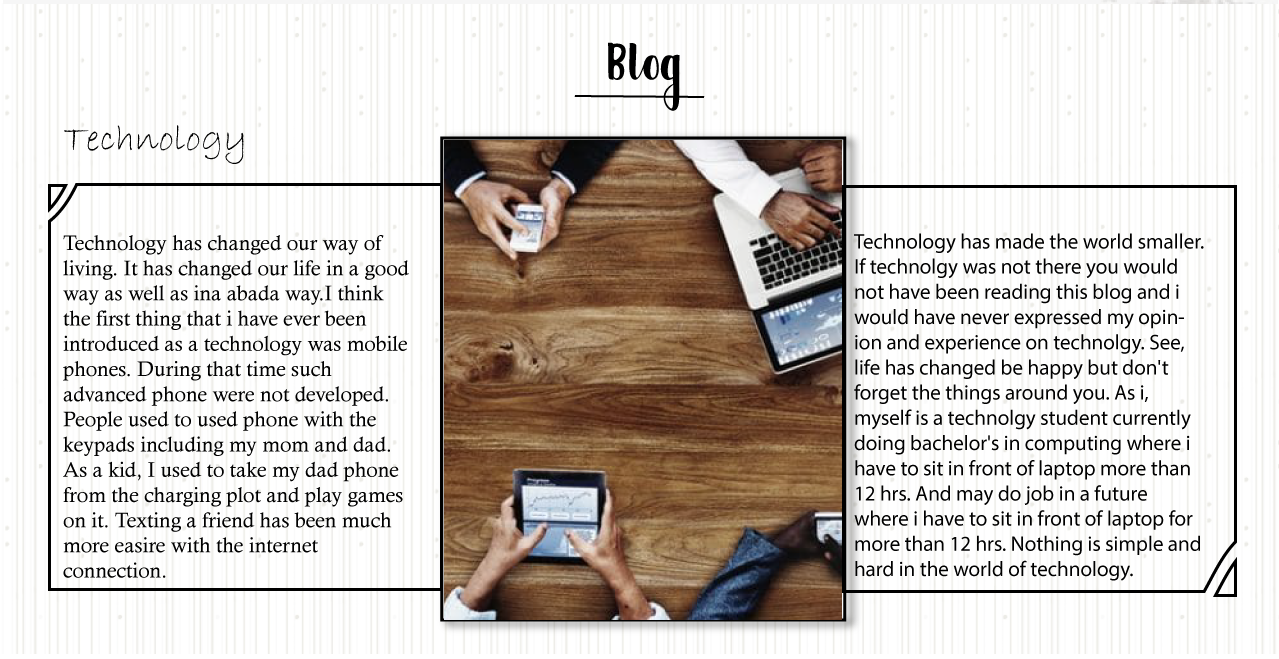 Blog
Technology
Technology has changed our way of
living. It has changed our life in a good
way as well as ina abada way.I think
the first thing that i have ever been
introduced as a technology was mobile
phones. During that time such
advanced phone were not developed.
People used to used phone with the
keypads including my mom and dad.
As a kid, I used to take my dad phone
from the charging plot and play games
on it. Texting a friend has been much
more easire with the internet
connection.
Technology has made the world smaller.
If technolgy was not there you would
not have been reading this blog and i
would have never expressed my opin-
ion and experience on technolgy. See,
life has changed be happy but don't
forget the things around you. As i,
myself is a technolgy student currently
doing bachelor's in computing where i
have to sit in front of laptop more than
12 hrs. And may do job in a future
where i have to sit in front of laptop for
more than 12 hrs. Nothing is simple and
hard in the world of technology.